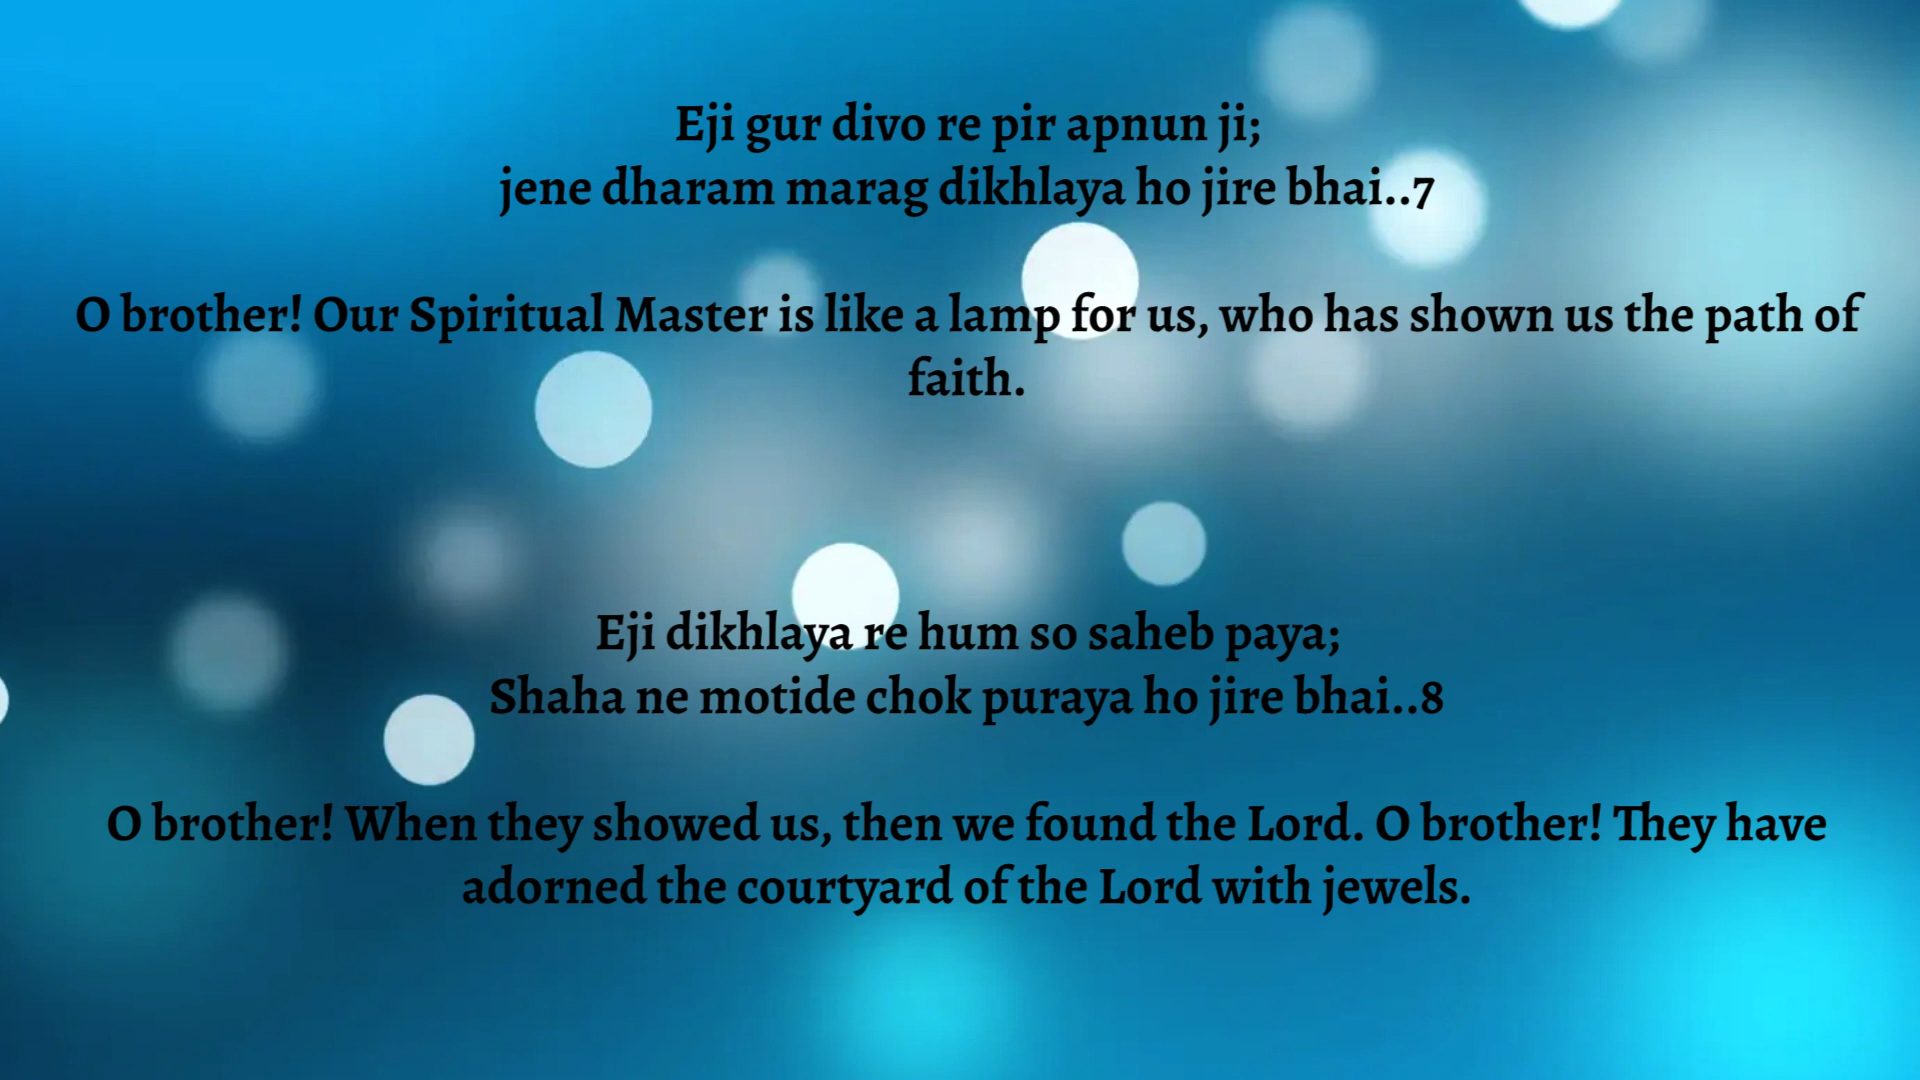 Eji gur divo re pir apnun ji;
jene dharam marag dikhlaya ho jire bhai..7
O brother! Our Spiritual Master is like a lamp for us, who has shown us the path of
faith.
Eji dikhlaya re hum so saheb paya;
Shaha ne motide chok puraya ho jire bhai..8
O brother! When they showed us, then we found the Lord. O brother! They have
adorned the courtyard of the Lord with jewels.